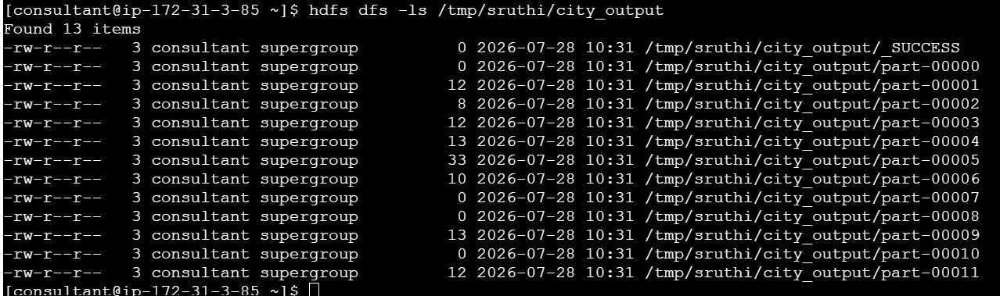 [consultant@ip-172-31-3-85 ~]$ hdfs dfs -ls /tmp/sruthi/city_output
Found 13 items
-rw-r--r--   3 consultant supergroup          0 2026-07-28 10:31 /tmp/sruthi/city_output/_SUCCESS
-rw-r--r--   3 consultant supergroup          0 2026-07-28 10:31 /tmp/sruthi/city_output/part-00000
-rw-r--r--   3 consultant supergroup         12 2026-07-28 10:31 /tmp/sruthi/city_output/part-00001
-rw-r--r--   3 consultant supergroup          8 2026-07-28 10:31 /tmp/sruthi/city_output/part-00002
-rw-r--r--   3 consultant supergroup         12 2026-07-28 10:31 /tmp/sruthi/city_output/part-00003
-rw-r--r--   3 consultant supergroup         13 2026-07-28 10:31 /tmp/sruthi/city_output/part-00004
-rw-r--r--   3 consultant supergroup         33 2026-07-28 10:31 /tmp/sruthi/city_output/part-00005
-rw-r--r--   3 consultant supergroup         10 2026-07-28 10:31 /tmp/sruthi/city_output/part-00006
-rw-r--r--   3 consultant supergroup          0 2026-07-28 10:31 /tmp/sruthi/city_output/part-00007
-rw-r--r--   3 consultant supergroup          0 2026-07-28 10:31 /tmp/sruthi/city_output/part-00008
-rw-r--r--   3 consultant supergroup         13 2026-07-28 10:31 /tmp/sruthi/city_output/part-00009
-rw-r--r--   3 consultant supergroup          0 2026-07-28 10:31 /tmp/sruthi/city_output/part-00010
-rw-r--r--   3 consultant supergroup         12 2026-07-28 10:31 /tmp/sruthi/city_output/part-00011
[consultant@ip-172-31-3-85 ~]$